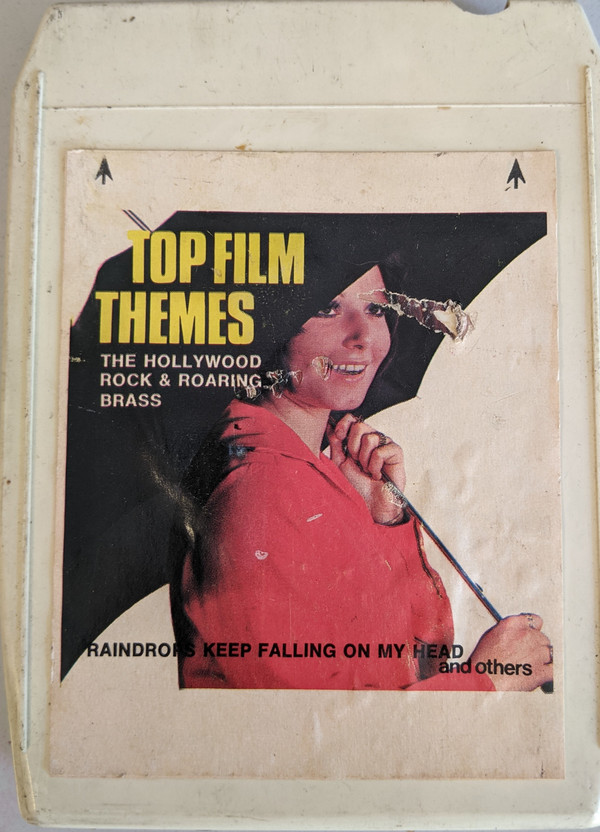 TOP FILM
THEMES
THE HOLLYWOOD
ROCK & ROARING
BRASS
RAINDROPS KEEP FALLING ON MY HEAD
and others